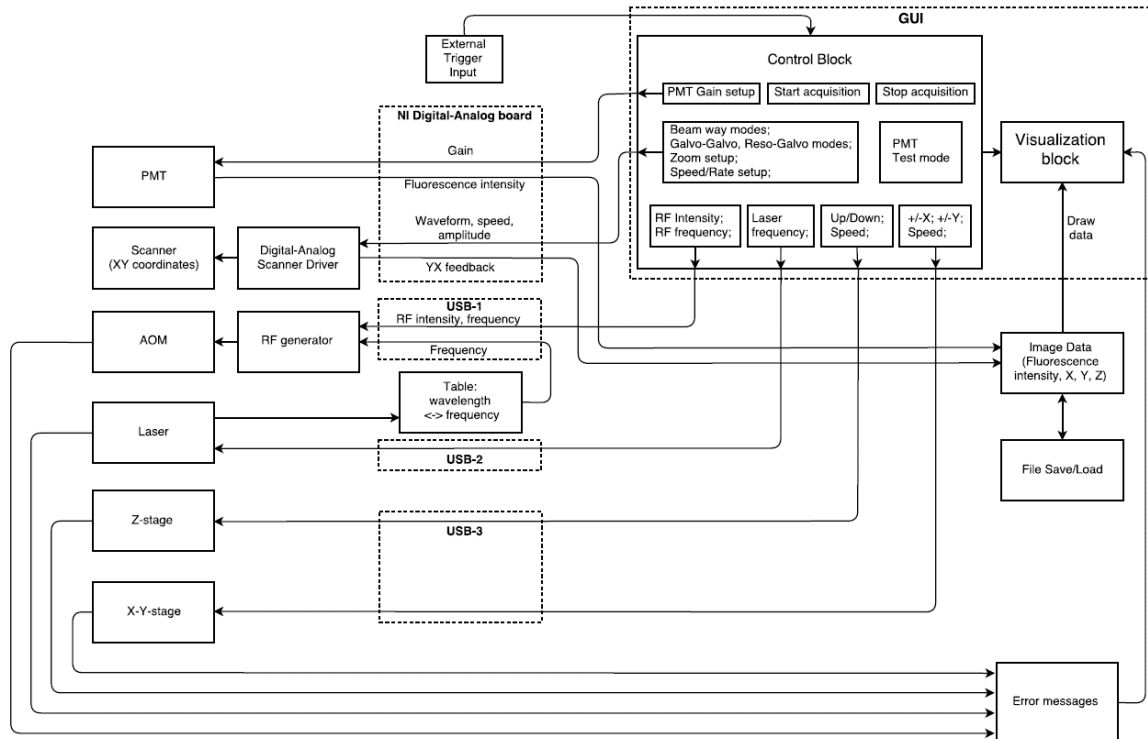 GUI
External
Trigger
Input
Control Block
PMT Gain setup
Start acquisition
Stop acquisition
NI Digital-Analog board
Beam way modes;
Galvo-Galvo, Reso-Galvo modes;
Zoom setup;
Speed/Rate setup;
PMT
Test mode
Visualization
block
Gain
PMT
Fluorescence intensity
RF Intensity;
RF frequency;
Laser
frequency;
Up/Down;
Speed;
+/-X; +/-Y;
Speed;
Draw
data
Waveform, speed,
amplitude
Scanner
(XY coordinates)
Digital-Analog
Scanner Driver
YX feedback
USB-1
RF intensity, frequency
AOM
RF generator
Frequency
Image Data
(Fluorescence
intensity, X, Y, Z)
Table:
wavelength
<-> frequency
Laser
USB-2
File Save/Load
Z-stage
USB-3
X-Y-stage
Error messages